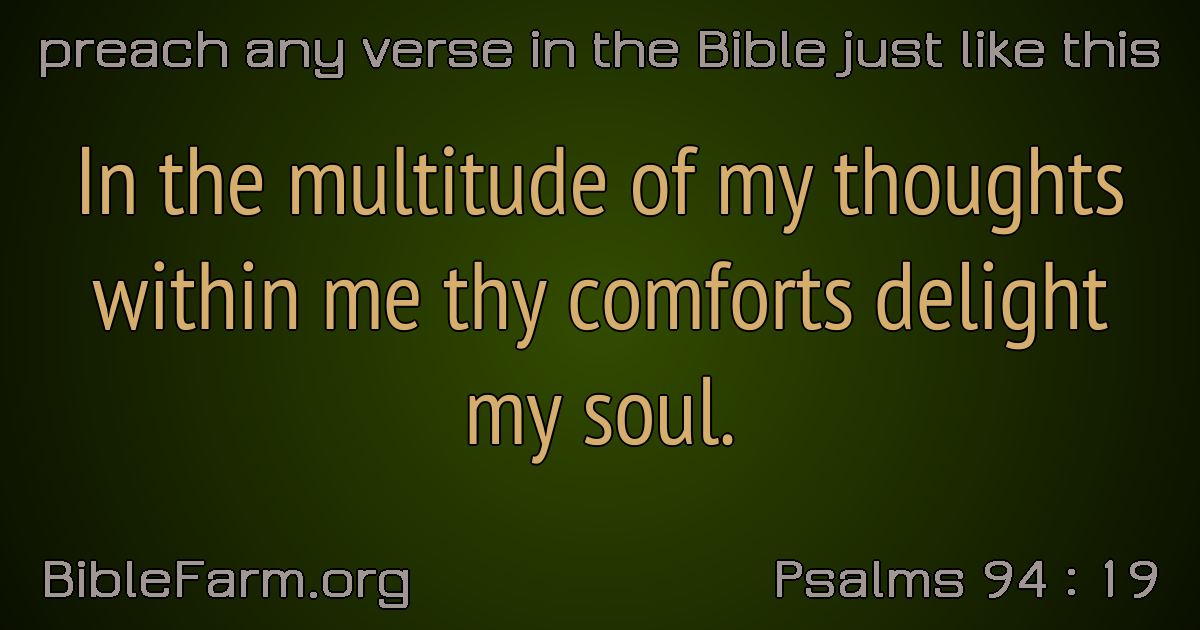 preach any verse in the Bible just like this
In the multitude of my thoughts
within me thy comforts delight
my soul.
BibleFarm.org
Psalms 94 : 19